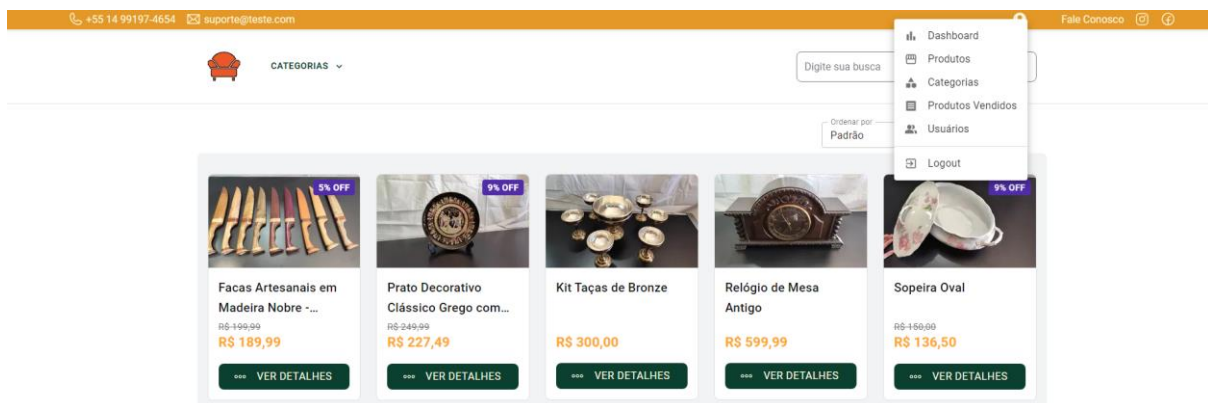 +55 14 99197-4654 suporte@teste.com Fale Conosco
CATEGORIAS
Digite sua busca
Dashboard
Produtos
Categorias
Produtos Vendidos
Usuários
Logout
Ordenar por
Padrão
5% OFF
Facas Artesanais em
Madeira Nobre -...
R$ 199,99
R$ 189,99
VER DETALHES
9% OFF
Prato Decorativo
Clássico Grego com...
R$ 249,99
R$ 227,49
VER DETALHES
Kit Taças de Bronze
R$ 300,00
VER DETALHES
Relógio de Mesa
Antigo
R$ 599,99
VER DETALHES
9% OFF
Sopeira Oval
R$ 150,00
R$ 136,50
VER DETALHES